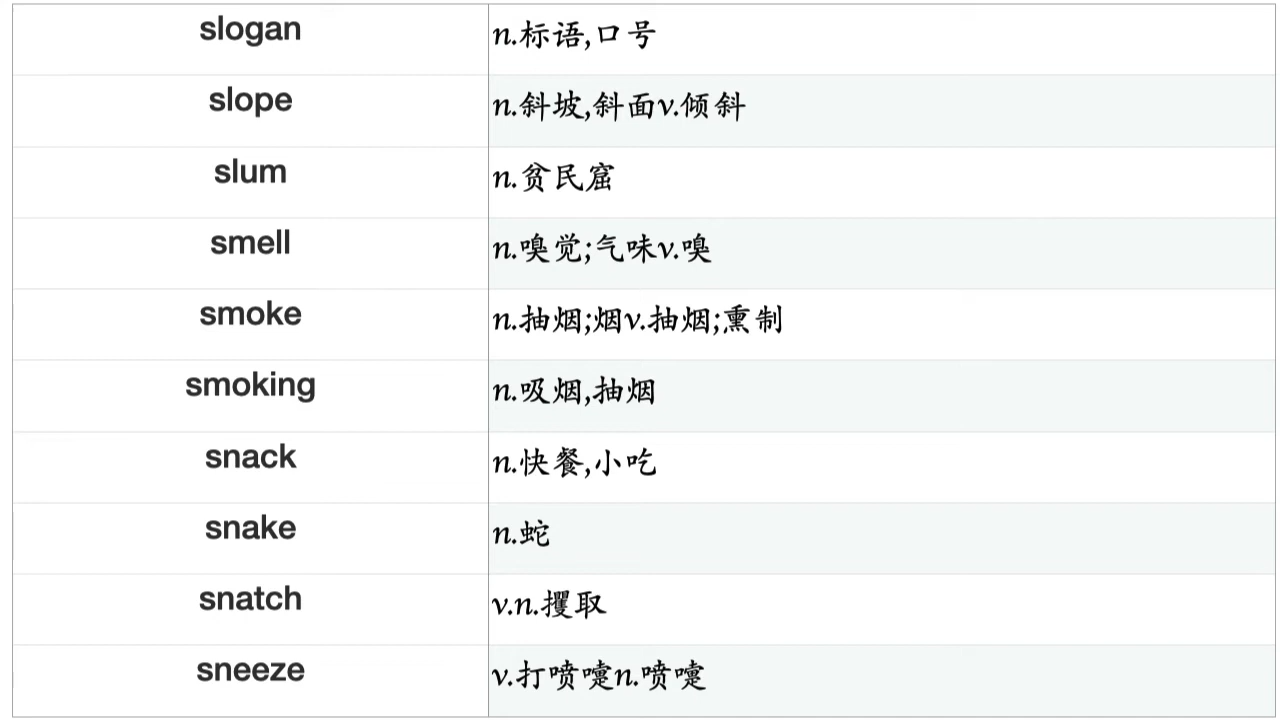 slogan n.标语,口号
slope n.斜坡,斜面v.倾斜
slum n.贫民窟
smell n.嗅觉;气味v.嗅
smoke n.抽烟;烟v.抽烟;熏制
smoking n.吸烟,抽烟
snack n.快餐,小吃
snake n.蛇
snatch v.n.攫取
sneeze v.打喷嚏n.喷嚏